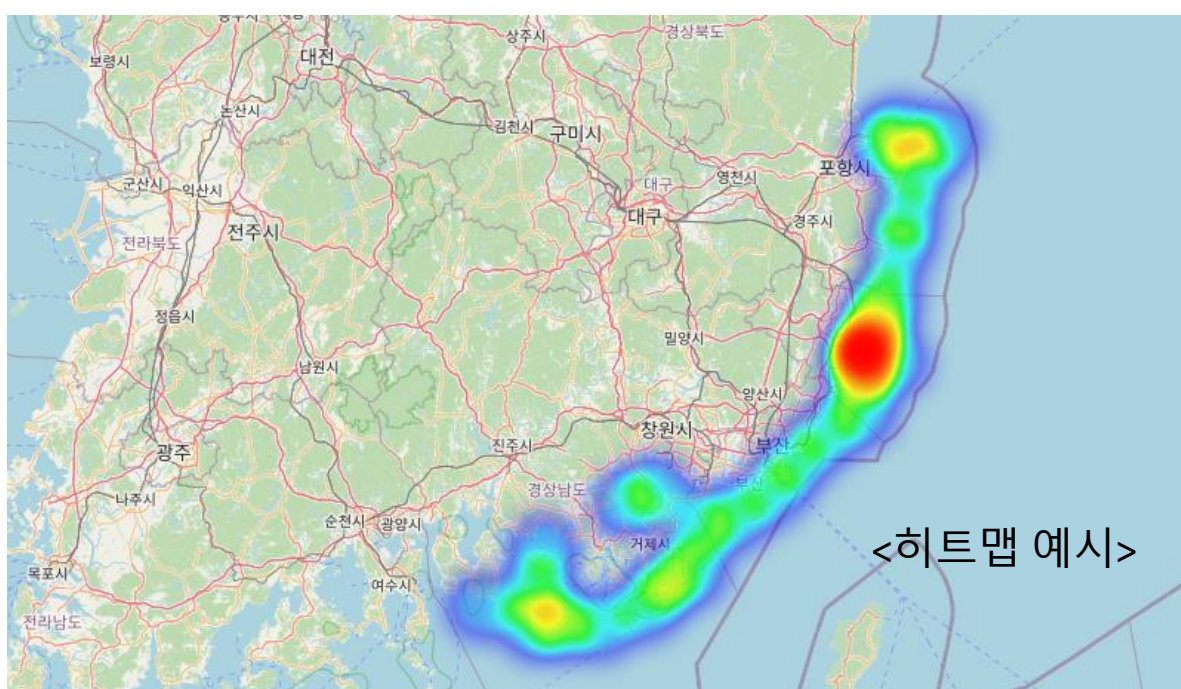 상주시
경상북도
대전
보령시
논산시
김천시
구미시
포항시
영천시
대구
군산시
익산시
대구
경주시
전주시
전라북도
정읍시
밀양시
남원시
양산시
창원시
부산
진주시
광주
경상남도
부산
나주시
순천시
광양시
거제시
<히트맵 예시>
목포시
여수시
전라남도